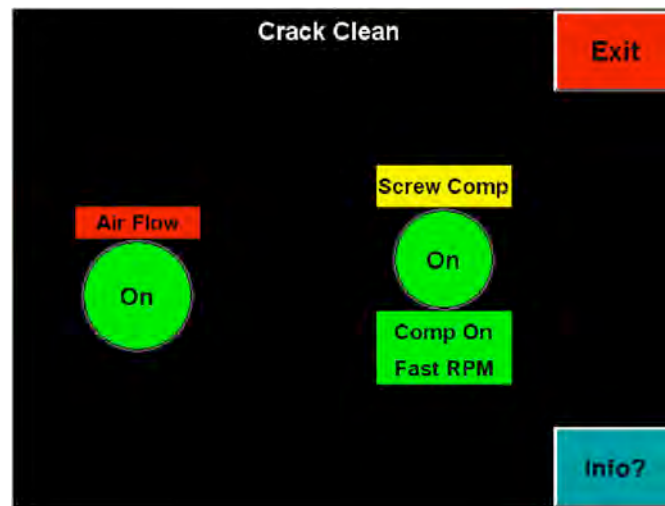 Crack Clean
Exit
Screw Comp
Air Flow
On
On
Comp On
Fast RPM
Info?